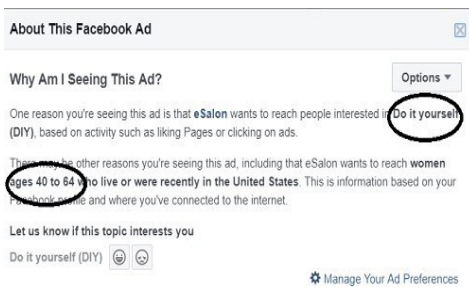 About This Facebook Ad
Why Am I Seeing This Ad?
Options
One reason you're seeing this ad is that eSalon wants to reach people interested in Do it yourself
(DIY), based on activity such as liking Pages or clicking on ads.
There may be other reasons you're seeing this ad, including that eSalon wants to reach women
ages 40 to 64 who live or were recently in the United States. This is information based on your
Facebook profile and where you've connected to the internet.
Let us know if this topic interests you
Do it yourself (DIY)
Manage Your Ad Preferences